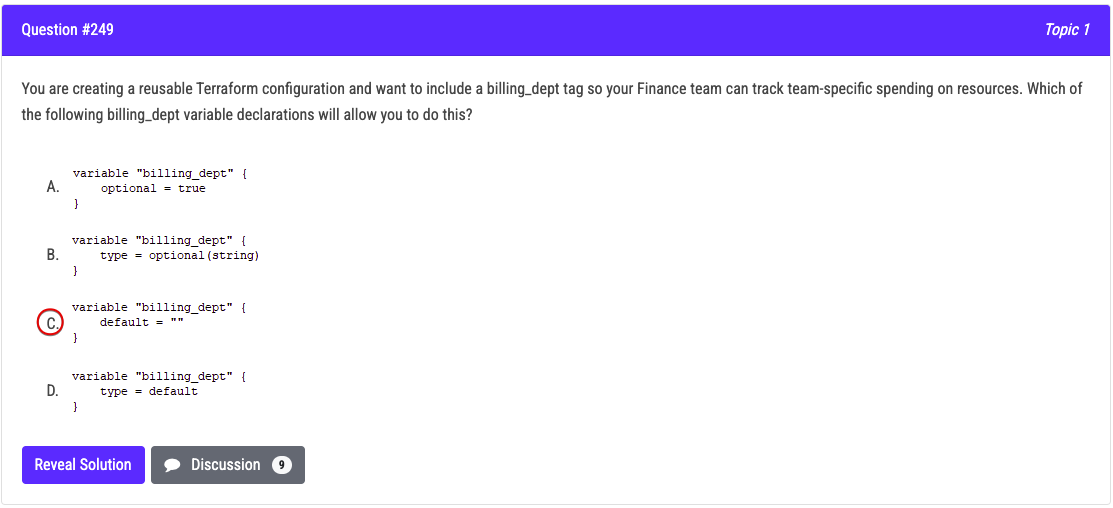 Question #249
Topic 1
You are creating a reusable Terraform configuration and want to include a billing_dept tag so your Finance team can track team-specific spending on resources. Which of
the following billing_dept variable declarations will allow you to do this?
A.
variable "billing_dept" {
    optional = true
}
B.
variable "billing_dept" {
    type = optional(string)
}
C.
variable "billing_dept" {
    default = ""
}
D.
variable "billing_dept" {
    type = default
}
Reveal Solution
Discussion 9